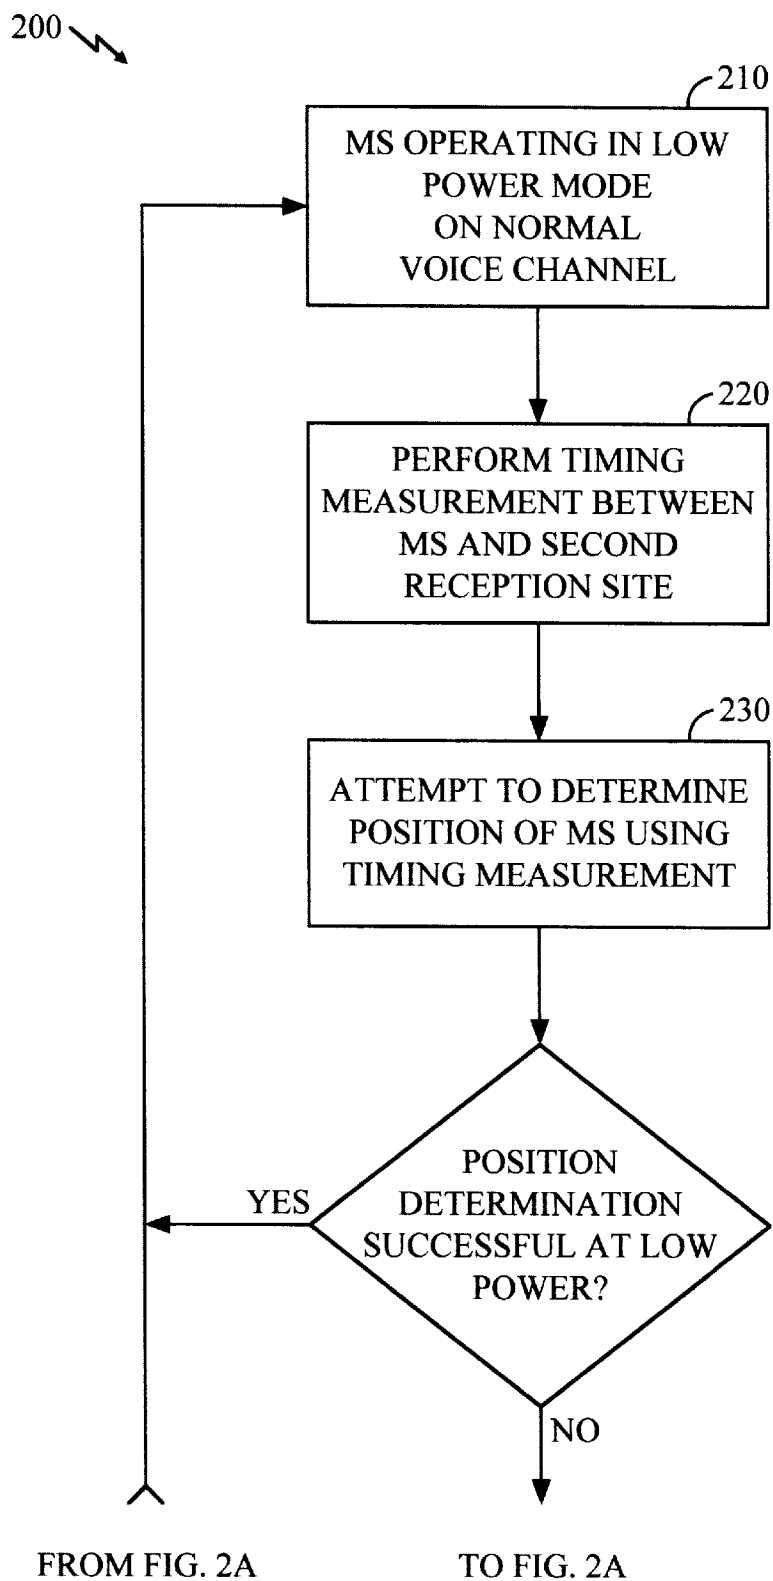 200
210
MS OPERATING IN LOW
POWER MODE
ON NORMAL
VOICE CHANNEL
220
PERFORM TIMING
MEASUREMENT BETWEEN
MS AND SECOND
RECEPTION SITE
230
ATTEMPT TO DETERMINE
POSITION OF MS USING
TIMING MEASUREMENT
POSITION
DETERMINATION
SUCCESSFUL AT LOW
POWER?
YES
NO
FROM FIG. 2A
TO FIG. 2A